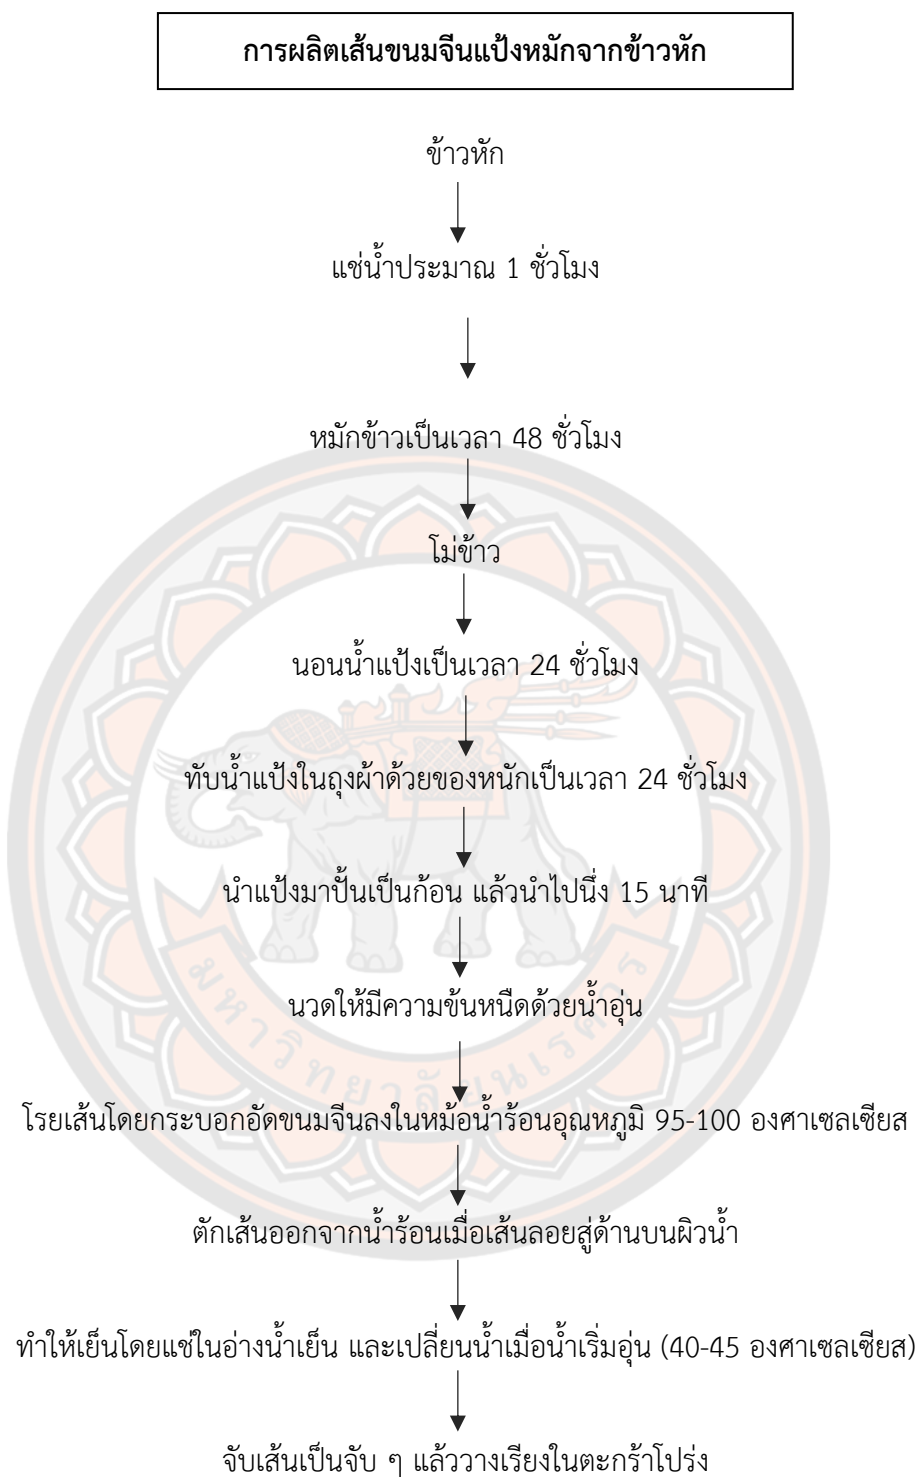 การผลิตเส้นขนมจีนแป้งหมักจากข้าวหัก
ข้าวหัก
แช่น้ำประมาณ 1 ชั่วโมง
หมักข้าวเป็นเวลา 48 ชั่วโมง
โม่ข้าว
นอนน้ำแป้งเป็นเวลา 24 ชั่วโมง
ทับน้ำแป้งในถุงผ้าด้วยของหนักเป็นเวลา 24 ชั่วโมง
นำแป้งมาปั้นเป็นก้อน แล้วนำไปนึ่ง 15 นาที
นวดให้มีความข้นหนืดด้วยน้ำอุ่น
มหาวิทยาลัยนเรศวร
โรยเส้นโดยกระบอกอัดขนมจีนลงในหม้อน้ำร้อนอุณหภูมิ 95-100 องศาเซลเซียส
ตักเส้นออกจากน้ำร้อนเมื่อเส้นลอยสู่ด้านบนผิวน้ำ
ทำให้เย็นโดยแช่ในอ่างน้ำเย็น และเปลี่ยนน้ำเมื่อน้ำเริ่มอุ่น (40-45 องศาเซลเซียส)
จับเส้นเป็นจับ ๆ แล้ววางเรียงในตะกร้าโปร่ง